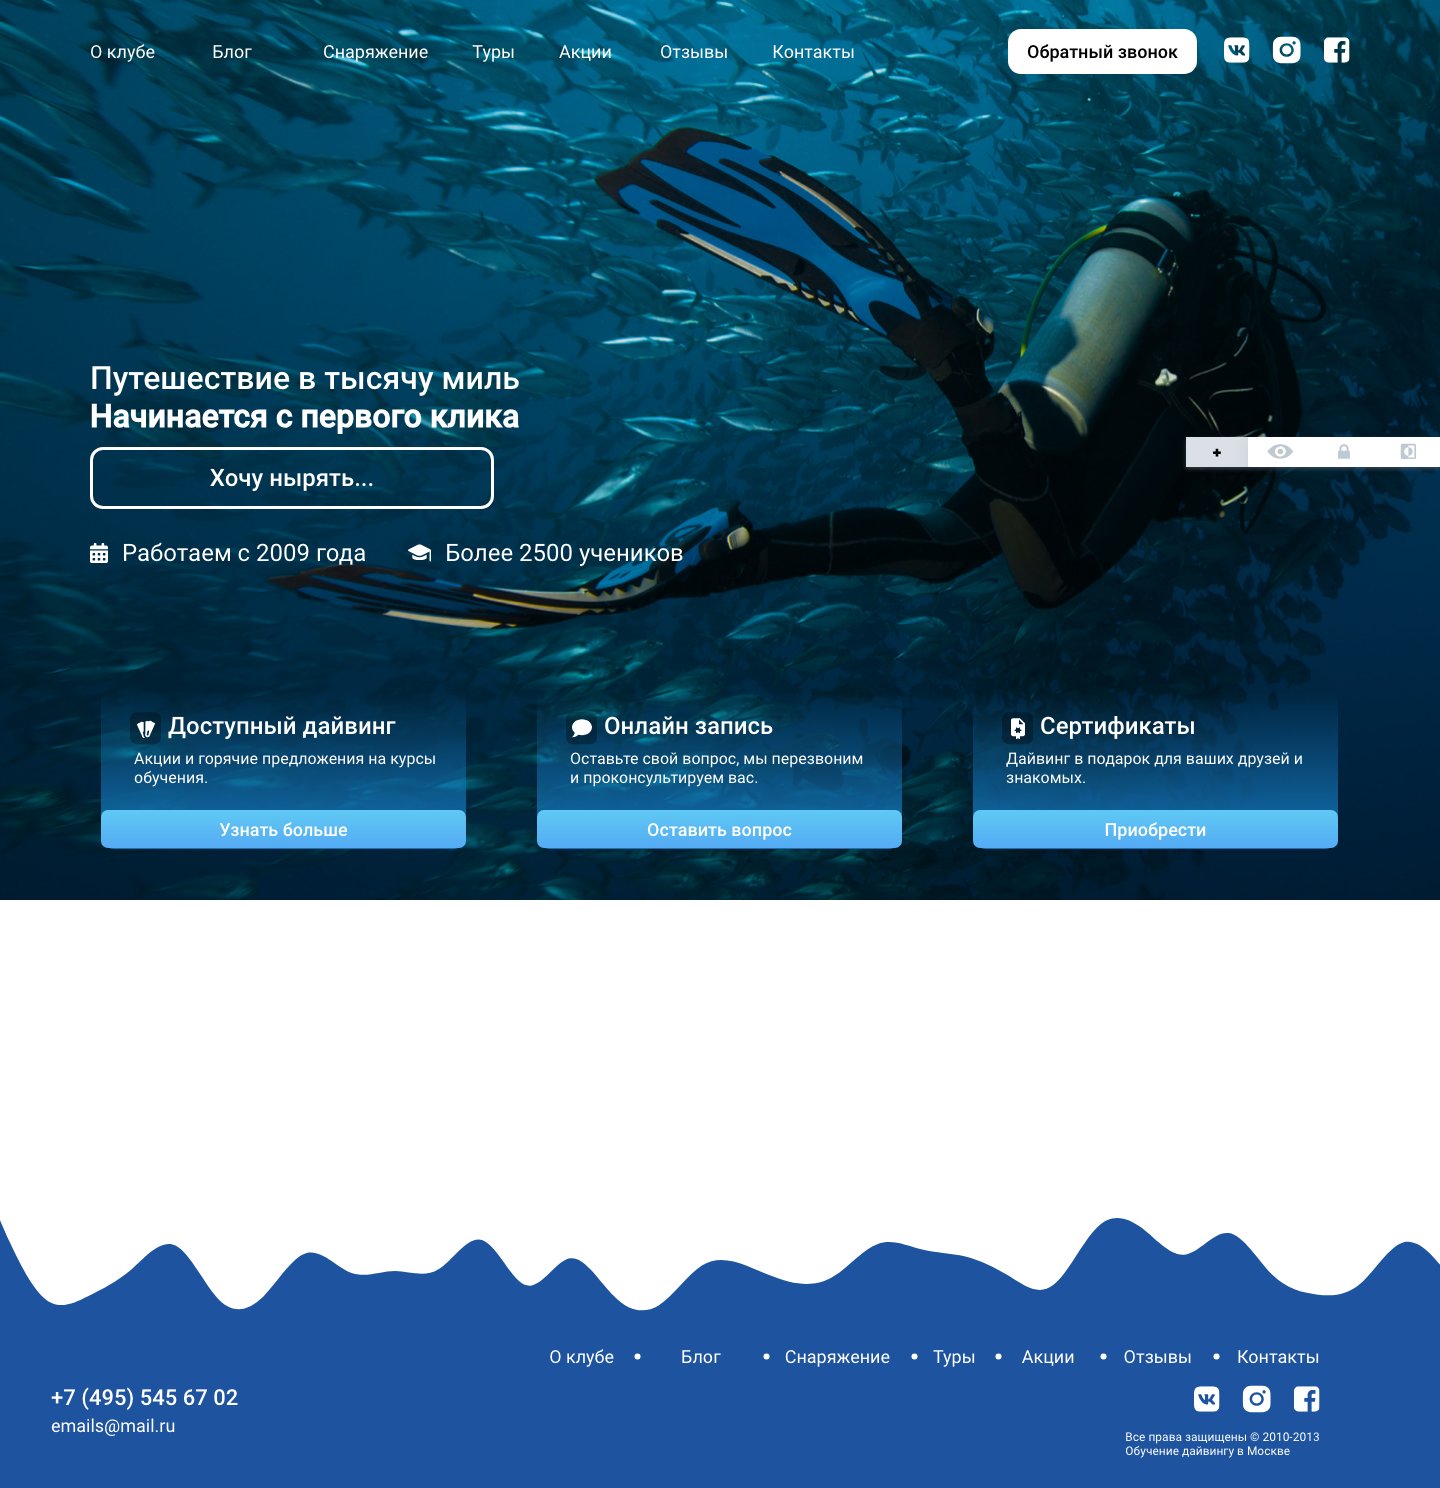 О клубе Блог Снаряжение Туры Акции Отзывы Контакты Обратный звонок
Путешествие в тысячу миль
Начинается с первого клика
Хочу нырять...
Работаем с 2009 года Более 2500 учеников
Доступный дайвинг
Акции и горячие предложения на курсы
обучения.
Узнать больше
Онлайн запись
Оставьте свой вопрос, мы перезвоним
и проконсультируем вас.
Оставить вопрос
Сертификаты
Дайвинг в подарок для ваших друзей и
знакомых.
Приобрести
О клубе • Блог • Снаряжение • Туры • Акции • Отзывы • Контакты
+7 (495) 545 67 02
emails@mail.ru
Все права защищены © 2010-2013
Обучение дайвингу в Москве